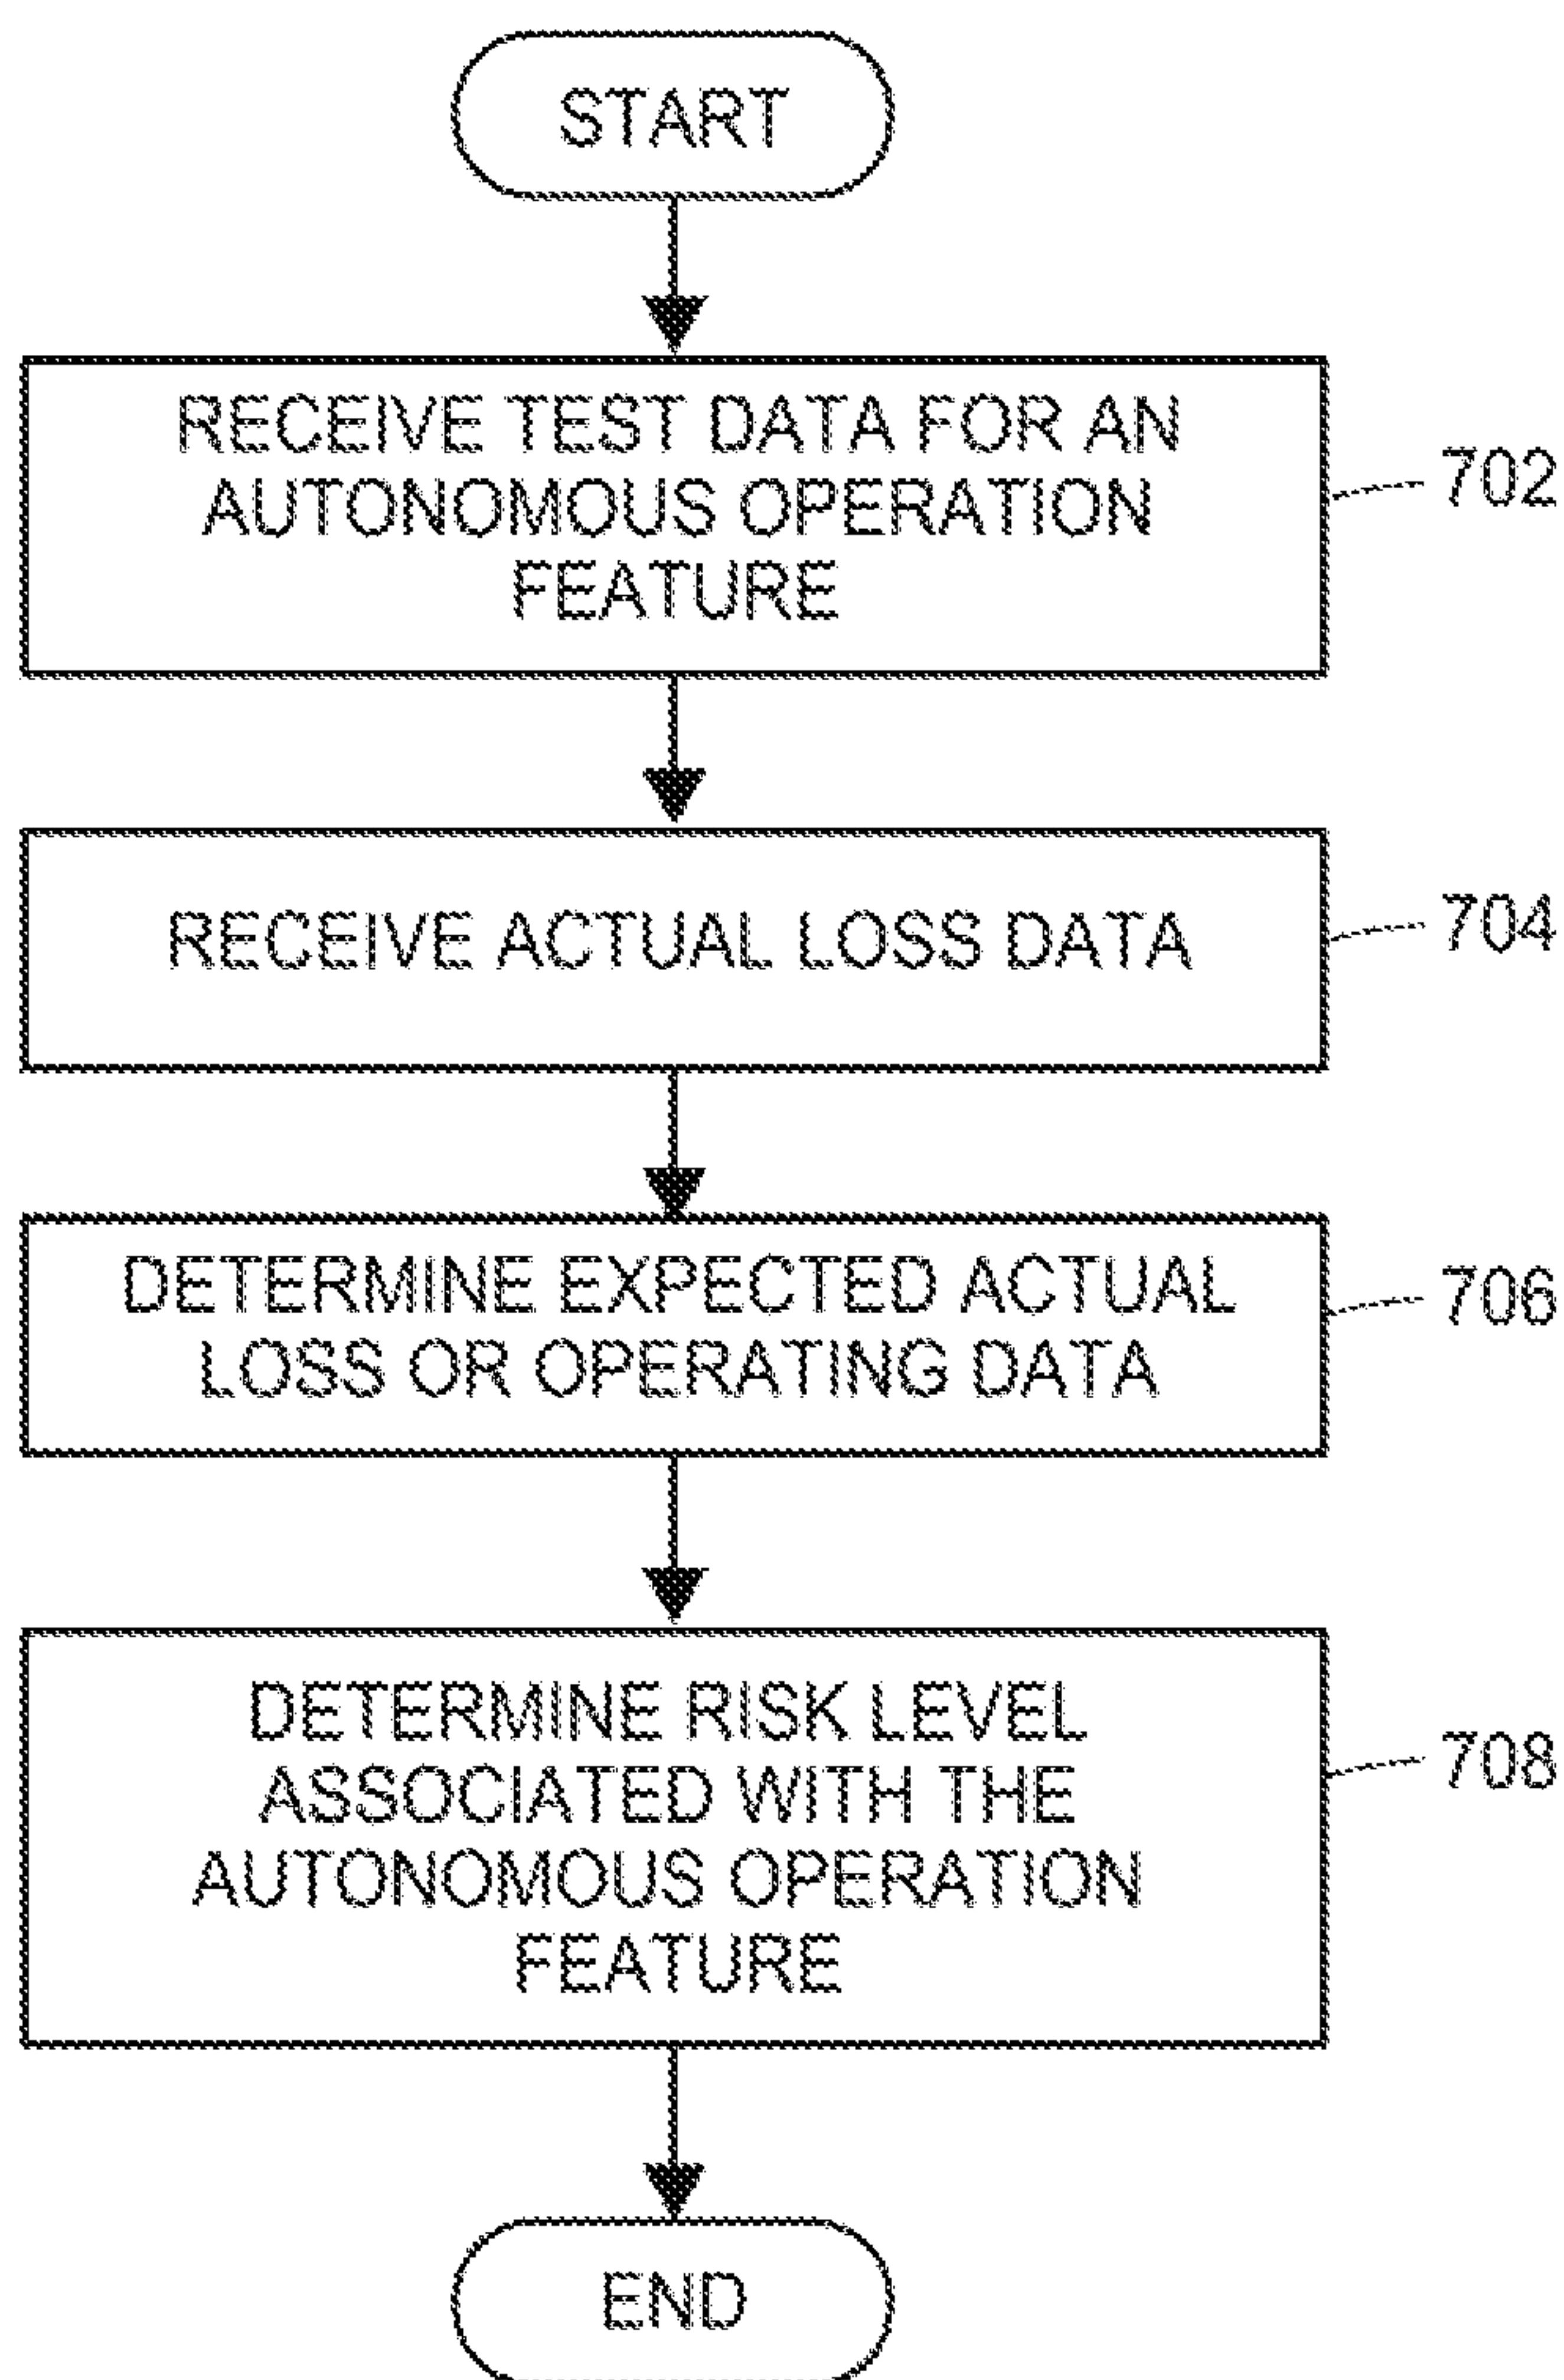 START
RECEIVE TEST DATA FOR AN
AUTONOMOUS OPERATION
FEATURE
702
RECEIVE ACTUAL LOSS DATA
704
DETERMINE EXPECTED ACTUAL
LOSS OR OPERATING DATA
706
DETERMINE RISK LEVEL
ASSOCIATED WITH THE
AUTONOMOUS OPERATION
FEATURE
708
END